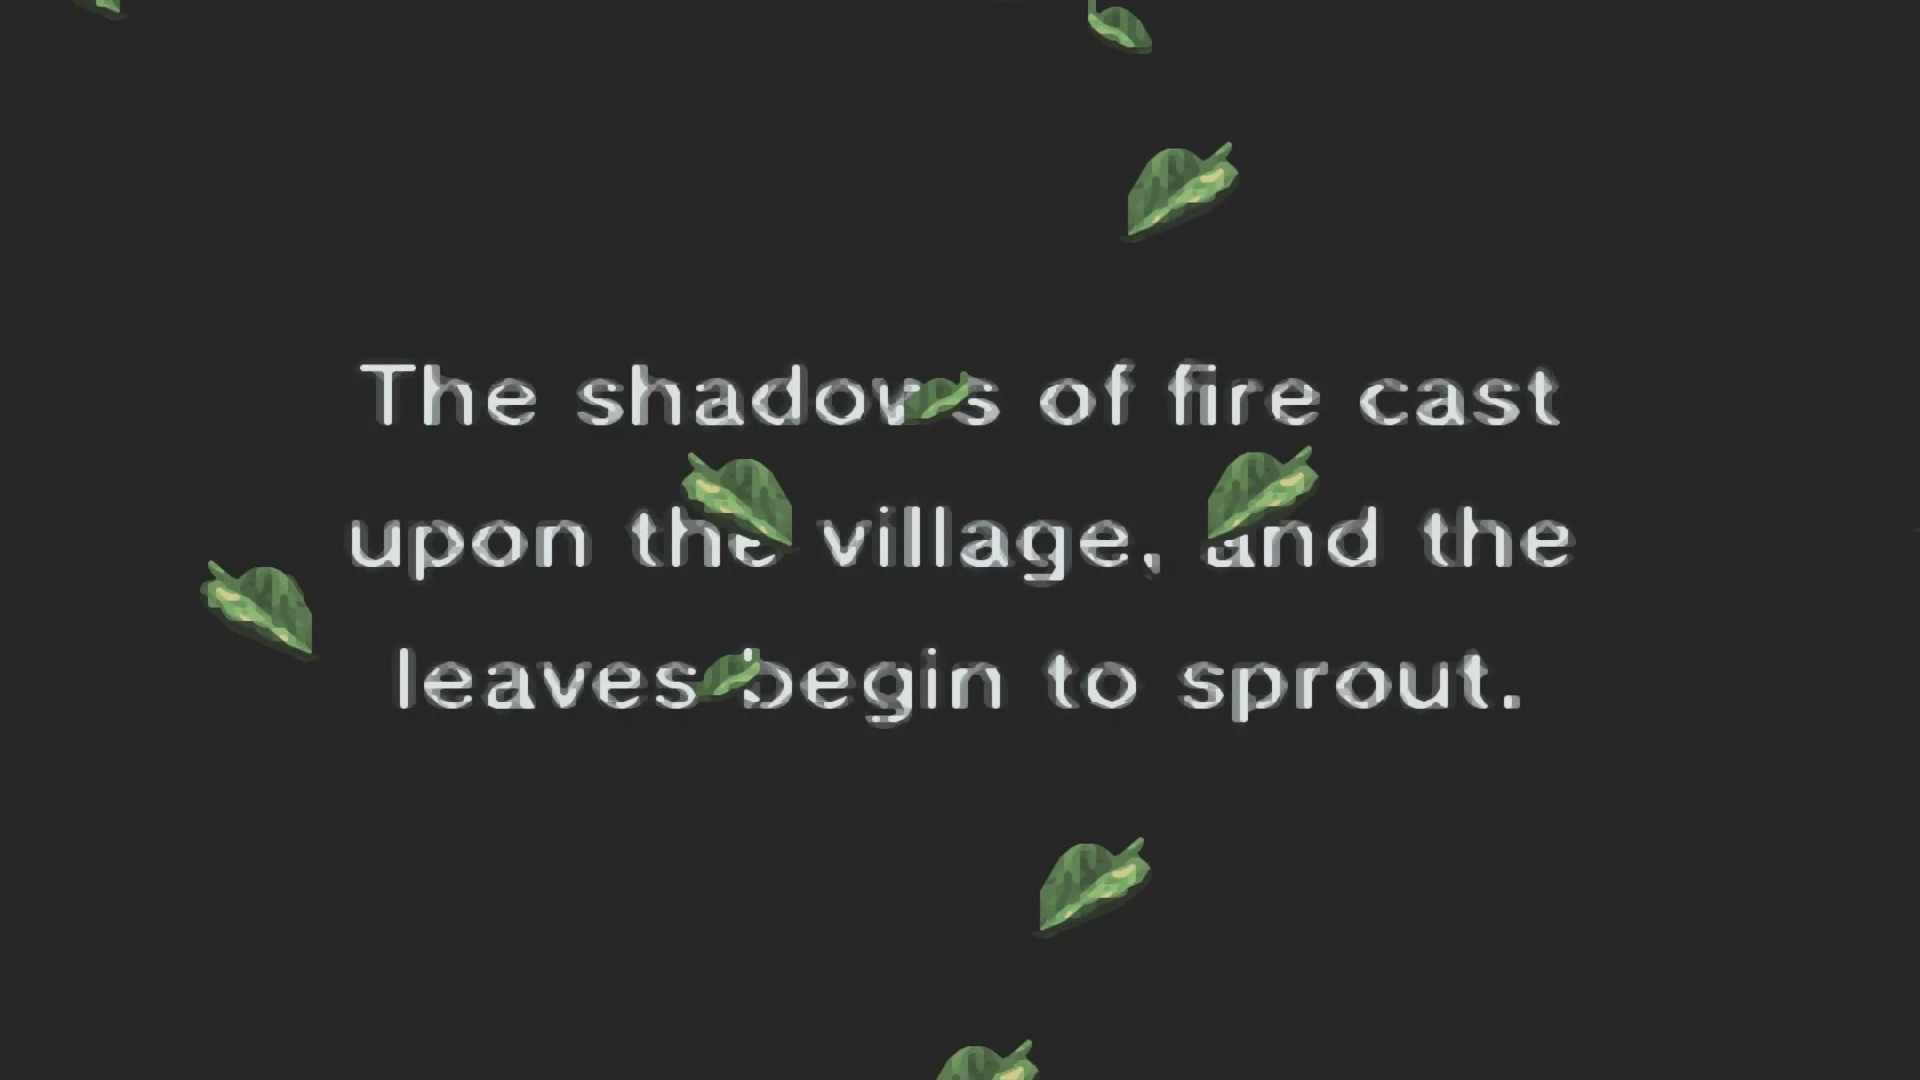 The shadows of fire cast
upon the village, and the
leaves begin to sprout.